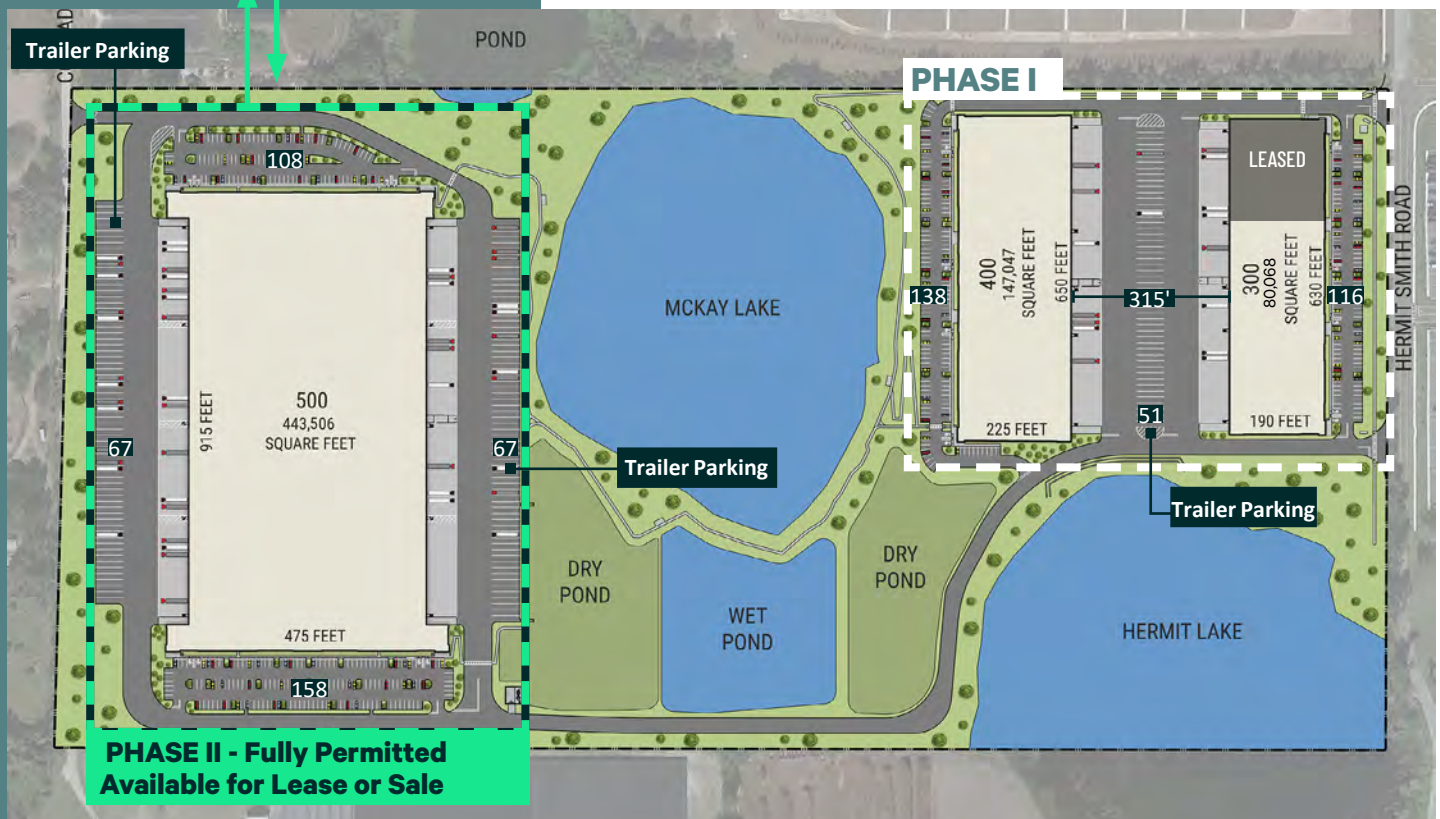 POND
Trailer Parking
PHASE I
108
LEASED
MCKAY LAKE
400
147,047
SQUARE FEET
650 FEET
300
80,068
SQUARE FEET
630 FEET
138
315'
116
HERMIT SMITH ROAD
500
443,506
SQUARE FEET
915 FEET
67
67
Trailer Parking
225 FEET
51
190 FEET
Trailer Parking
DRY
POND
DRY
POND
WET
POND
HERMIT LAKE
475 FEET
158
PHASE II - Fully Permitted
Available for Lease or Sale